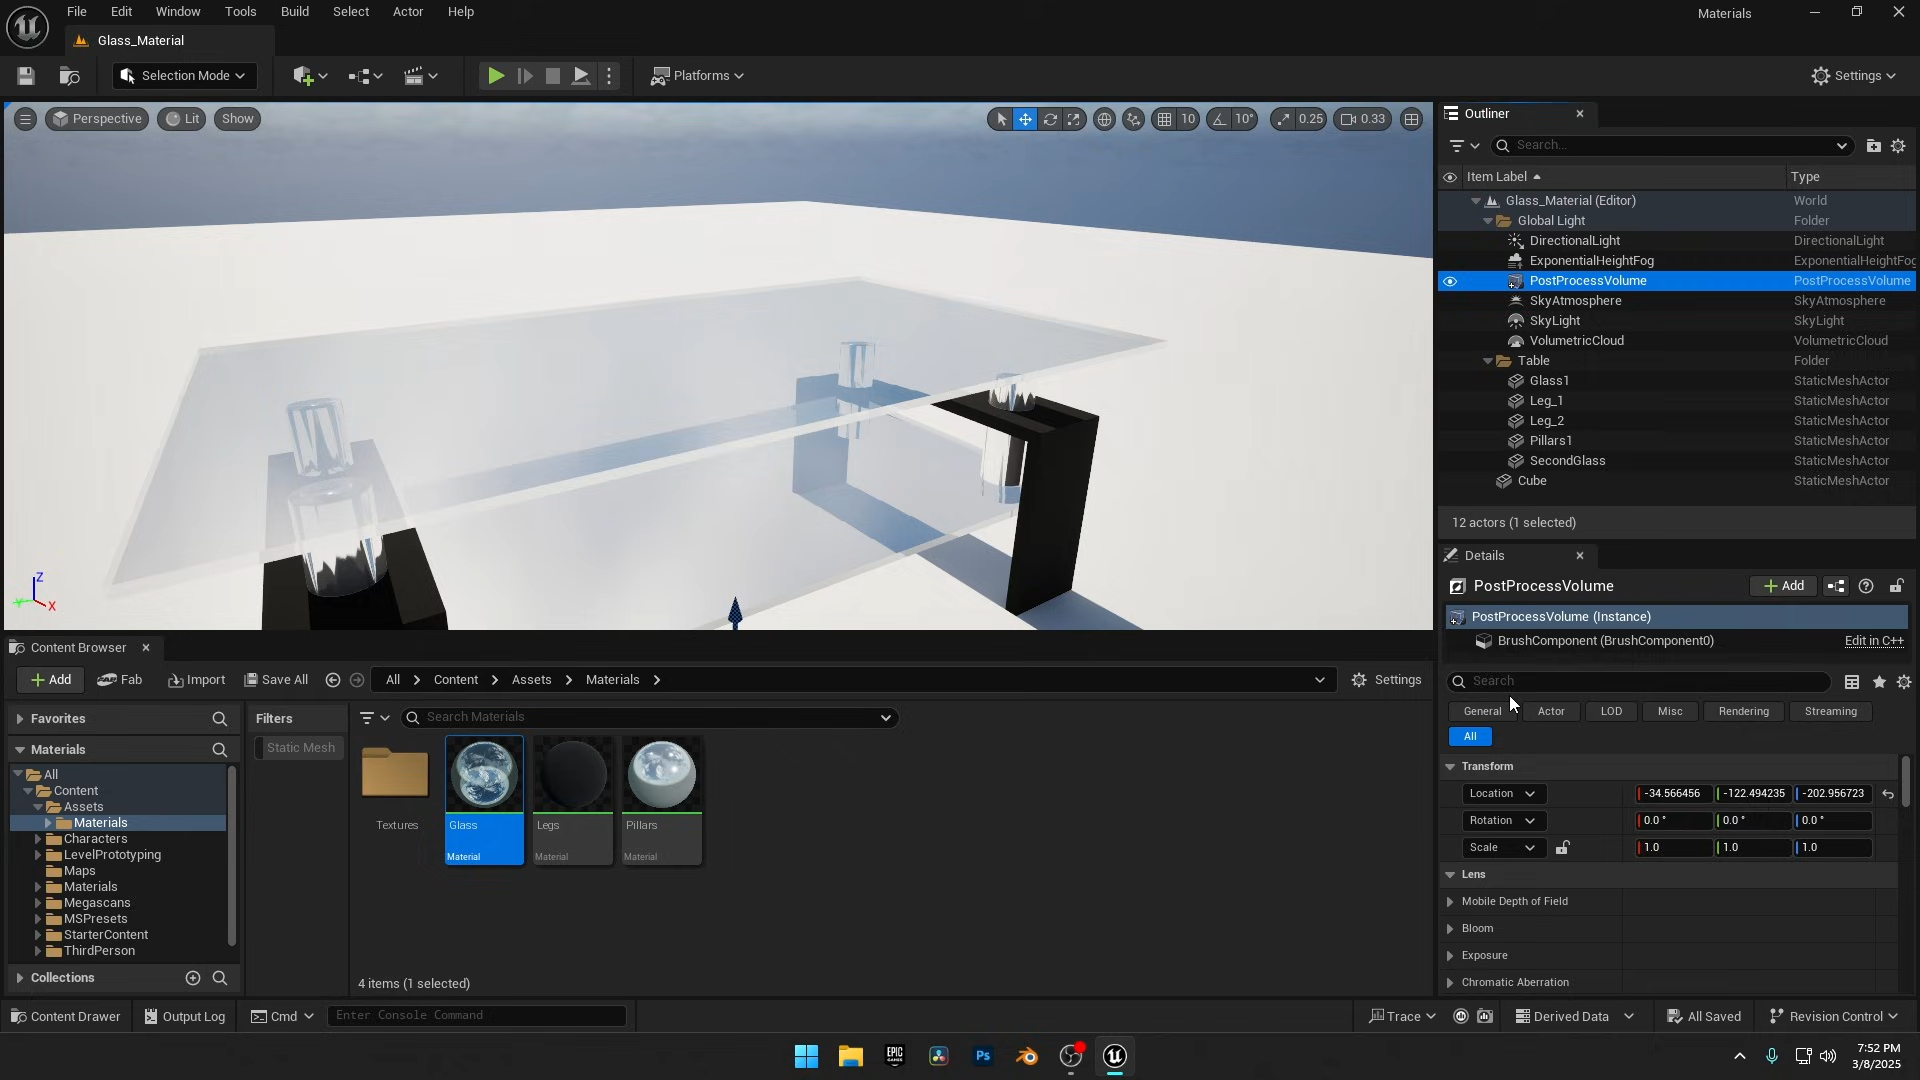 File Edit Window Tools Build Select Actor Help
Materials
Glass_Material
Selection Mode
Platforms
Settings
Perspective Lit Show
10 10° 0.25 0.33
Outliner
Search...
Item Label Type
Glass_Material (Editor) World
Global Light Folder
DirectionalLight DirectionalLight
ExponentialHeightFog ExponentialHeightFog
PostProcessVolume PostProcessVolume
SkyAtmosphere SkyAtmosphere
SkyLight SkyLight
VolumetricCloud VolumetricCloud
Table Folder
Glass1 StaticMeshActor
Leg_1 StaticMeshActor
Leg_2 StaticMeshActor
Pillars1 StaticMeshActor
SecondGlass StaticMeshActor
Cube StaticMeshActor
12 actors (1 selected)
Details
PostProcessVolume
Add
PostProcessVolume (Instance)
BrushComponent (BrushComponent0) Edit in C++
Search
General Actor LOD Misc Rendering Streaming
All
Transform
Location -34.566456 -122.494235 -202.956723
Rotation 0.0 ° 0.0 ° 0.0 °
Scale 1.0 1.0 1.0
Lens
Mobile Depth of Field
Bloom
Exposure
Chromatic Aberration
Z
Y X
Content Browser
Add Fab Import Save All All Content Assets Materials Settings
Favorites
Filters
Search Materials
Materials
Static Mesh
All
Content
Assets
Materials
Characters
LevelPrototyping
Maps
Materials
Megascans
MSPresets
StarterContent
ThirdPerson
Collections
Textures
Glass
Material
Legs
Material
Pillars
Material
4 items (1 selected)
Content Drawer Output Log Cmd Enter Console Command
Trace Derived Data All Saved Revision Control
EPIC GAMES
Ps
7:52 PM
3/8/2025